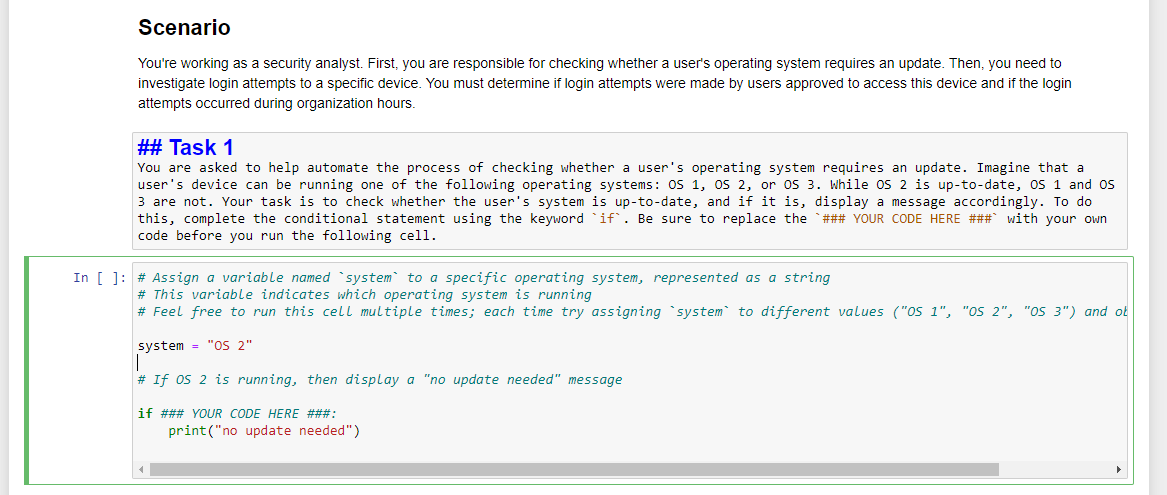 Scenario
You're working as a security analyst. First, you are responsible for checking whether a user's operating system requires an update. Then, you need to
investigate login attempts to a specific device. You must determine if login attempts were made by users approved to access this device and if the login
attempts occurred during organization hours.
## Task 1
You are asked to help automate the process of checking whether a user's operating system requires an update. Imagine that a
user's device can be running one of the following operating systems: OS 1, OS 2, or OS 3. While OS 2 is up-to-date, OS 1 and OS
3 are not. Your task is to check whether the user's system is up-to-date, and if it is, display a message accordingly. To do
this, complete the conditional statement using the keyword `if`. Be sure to replace the `### YOUR CODE HERE ###` with your own
code before you run the following cell.
In [ ]: # Assign a variable named `system` to a specific operating system, represented as a string
# This variable indicates which operating system is running
# Feel free to run this cell multiple times; each time try assigning `system` to different values ("OS 1", "OS 2", "OS 3") and
system = "OS 2"
# If OS 2 is running, then display a "no update needed" message
if ### YOUR CODE HERE ###:
print("no update needed")